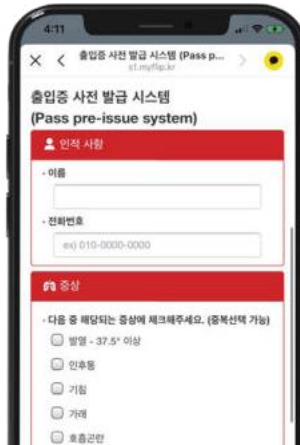 4:11
출입증 사전 발급 시스템 (Pass p...
s1.myflip.kr
출입증 사전 발급 시스템
(Pass pre-issue system)
인적 사항
· 이름
· 전화번호
ex) 010-0000-0000
증상
· 다음 중 해당되는 증상에 체크해주세요. (중복선택 가능)
발열 - 37.5° 이상
인후통
기침
가래
호흡곤란